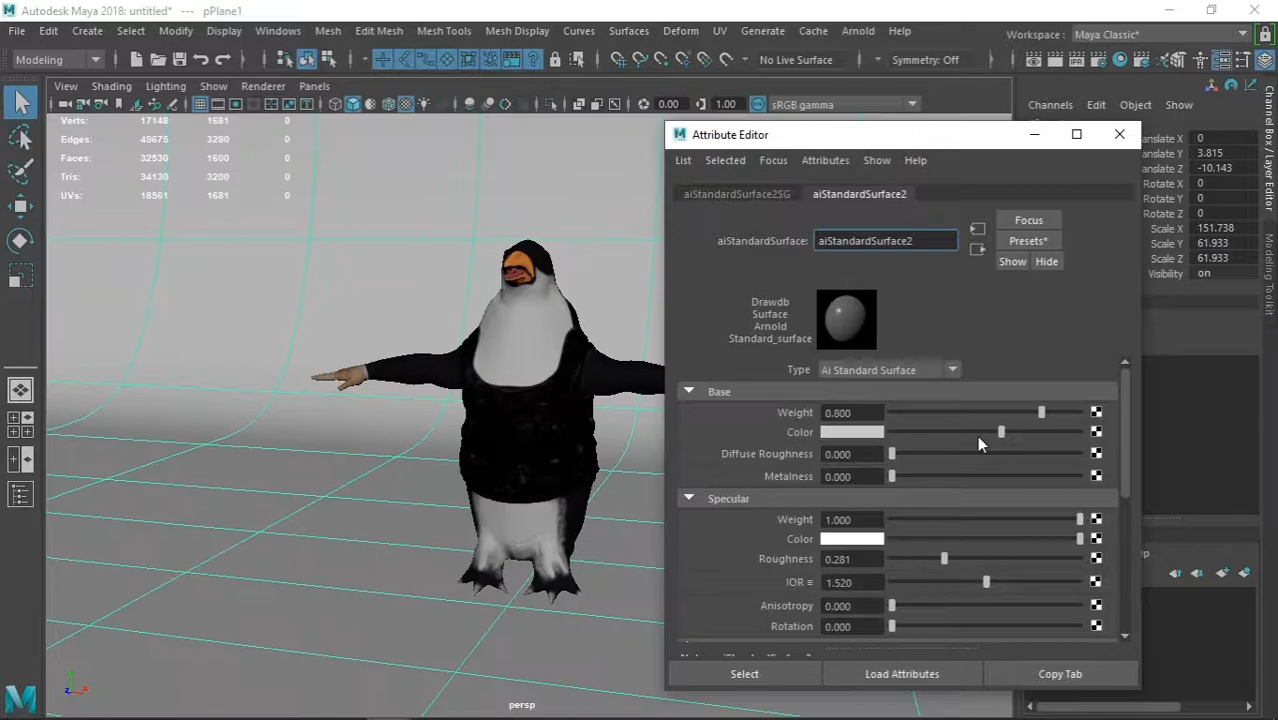 Autodesk Maya 2018: untitled* --- pPlane1
File Edit Create Select Modify Display Windows Mesh Edit Mesh Mesh Tools Mesh Display Curves Surfaces Deform UV Generate Cache Arnold Help
Workspace: Maya Classic*
Modeling
No Live Surface
Symmetry: Off
View Shading Lighting Show Renderer Panels
0.00
1.00
sRGB gamma
Verts: 17148 1681 0
Edges: 49675 3280 0
Faces: 32530 1600 0
Tris: 34130 3200 0
UVs: 18561 1681 0
persp
Attribute Editor
List Selected Focus Attributes Show Help
aiStandardSurface2SG aiStandardSurface2
aiStandardSurface: aiStandardSurface2
Focus
Presets*
Show Hide
Drawdb
Surface
Arnold
Standard_surface
Type Ai Standard Surface
Base
Weight 0.800
Color
Diffuse Roughness 0.000
Metalness 0.000
Specular
Weight 1.000
Color
Roughness 0.281
IOR = 1.520
Anisotropy 0.000
Rotation 0.000
Select Load Attributes Copy Tab
Channels Edit Object Show
anslate X 0
anslate Y 3.815
anslate Z -10.143
Rotate X 0
Rotate Y 0
Rotate Z 0
Scale X 151.738
Scale Y 61.933
Scale Z 61.933
Visibility on
Channel Box / Layer Editor
Modeling Toolkit